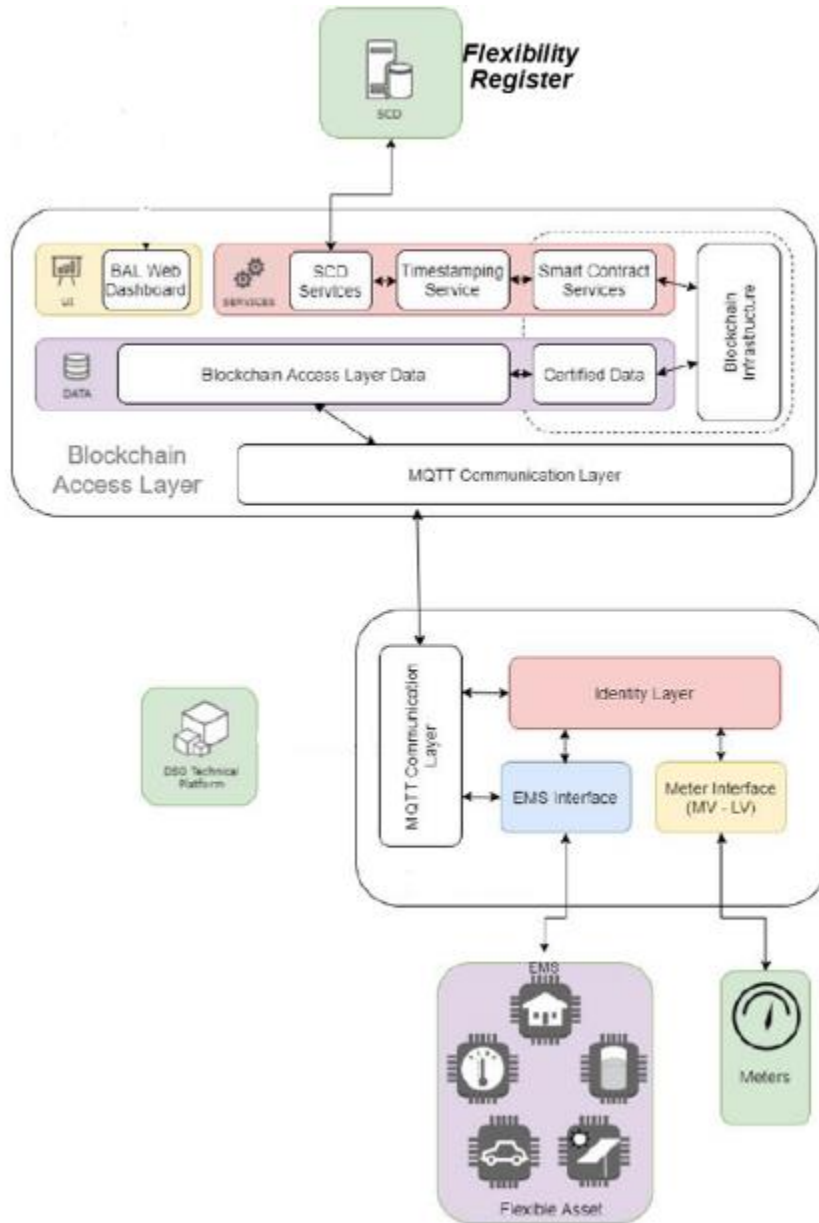 Flexibility
Register
SCD
UI
BAL Web
Dashboard
SERVICES
SCD
Services
Timestamping
Service
Smart Contract
Services
Blockchain
Infrastructure
DATA
Blockchain Access Layer Data
Certified Data
Blockchain
Access Layer
MQTT Communication Layer
MQTT Communication
Layer
Identity Layer
EMS Interface
Meter Interface
(MV - LV)
DSO Technical
Platform
EMS
Meters
Flexible Asset